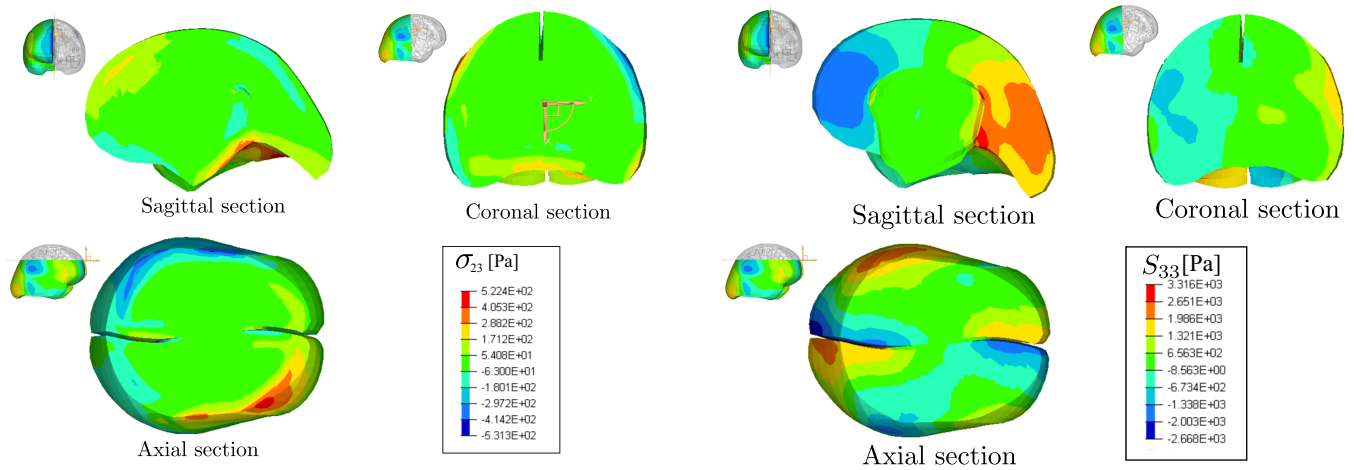 Sagittal section
Coronal section
Axial section
σ₂₃ [Pa]
5.224E+02
4.053E+02
2.882E+02
1.712E+02
5.408E+01
-6.300E+01
-1.801E+02
-2.972E+02
-4.142E+02
-5.313E+02
Y
X
Sagittal section
Coronal section
Axial section
S₃₃[Pa]
3.316E+03
2.651E+03
1.986E+03
1.321E+03
6.563E+02
-8.563E+00
-6.734E+02
-1.338E+03
-2.003E+03
-2.668E+03